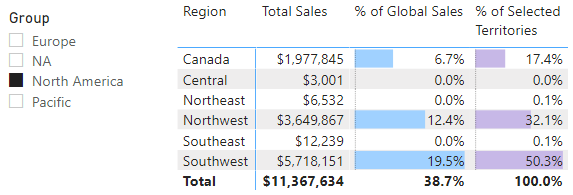 Group
Europe
NA
North America
Pacific
Region Total Sales % of Global Sales % of Selected
Territories
Canada $1,977,845 6.7% 17.4%
Central $3,001 0.0% 0.0%
Northeast $6,532 0.0% 0.1%
Northwest $3,649,867 12.4% 32.1%
Southeast $12,239 0.0% 0.1%
Southwest $5,718,151 19.5% 50.3%
Total $11,367,634 38.7% 100.0%